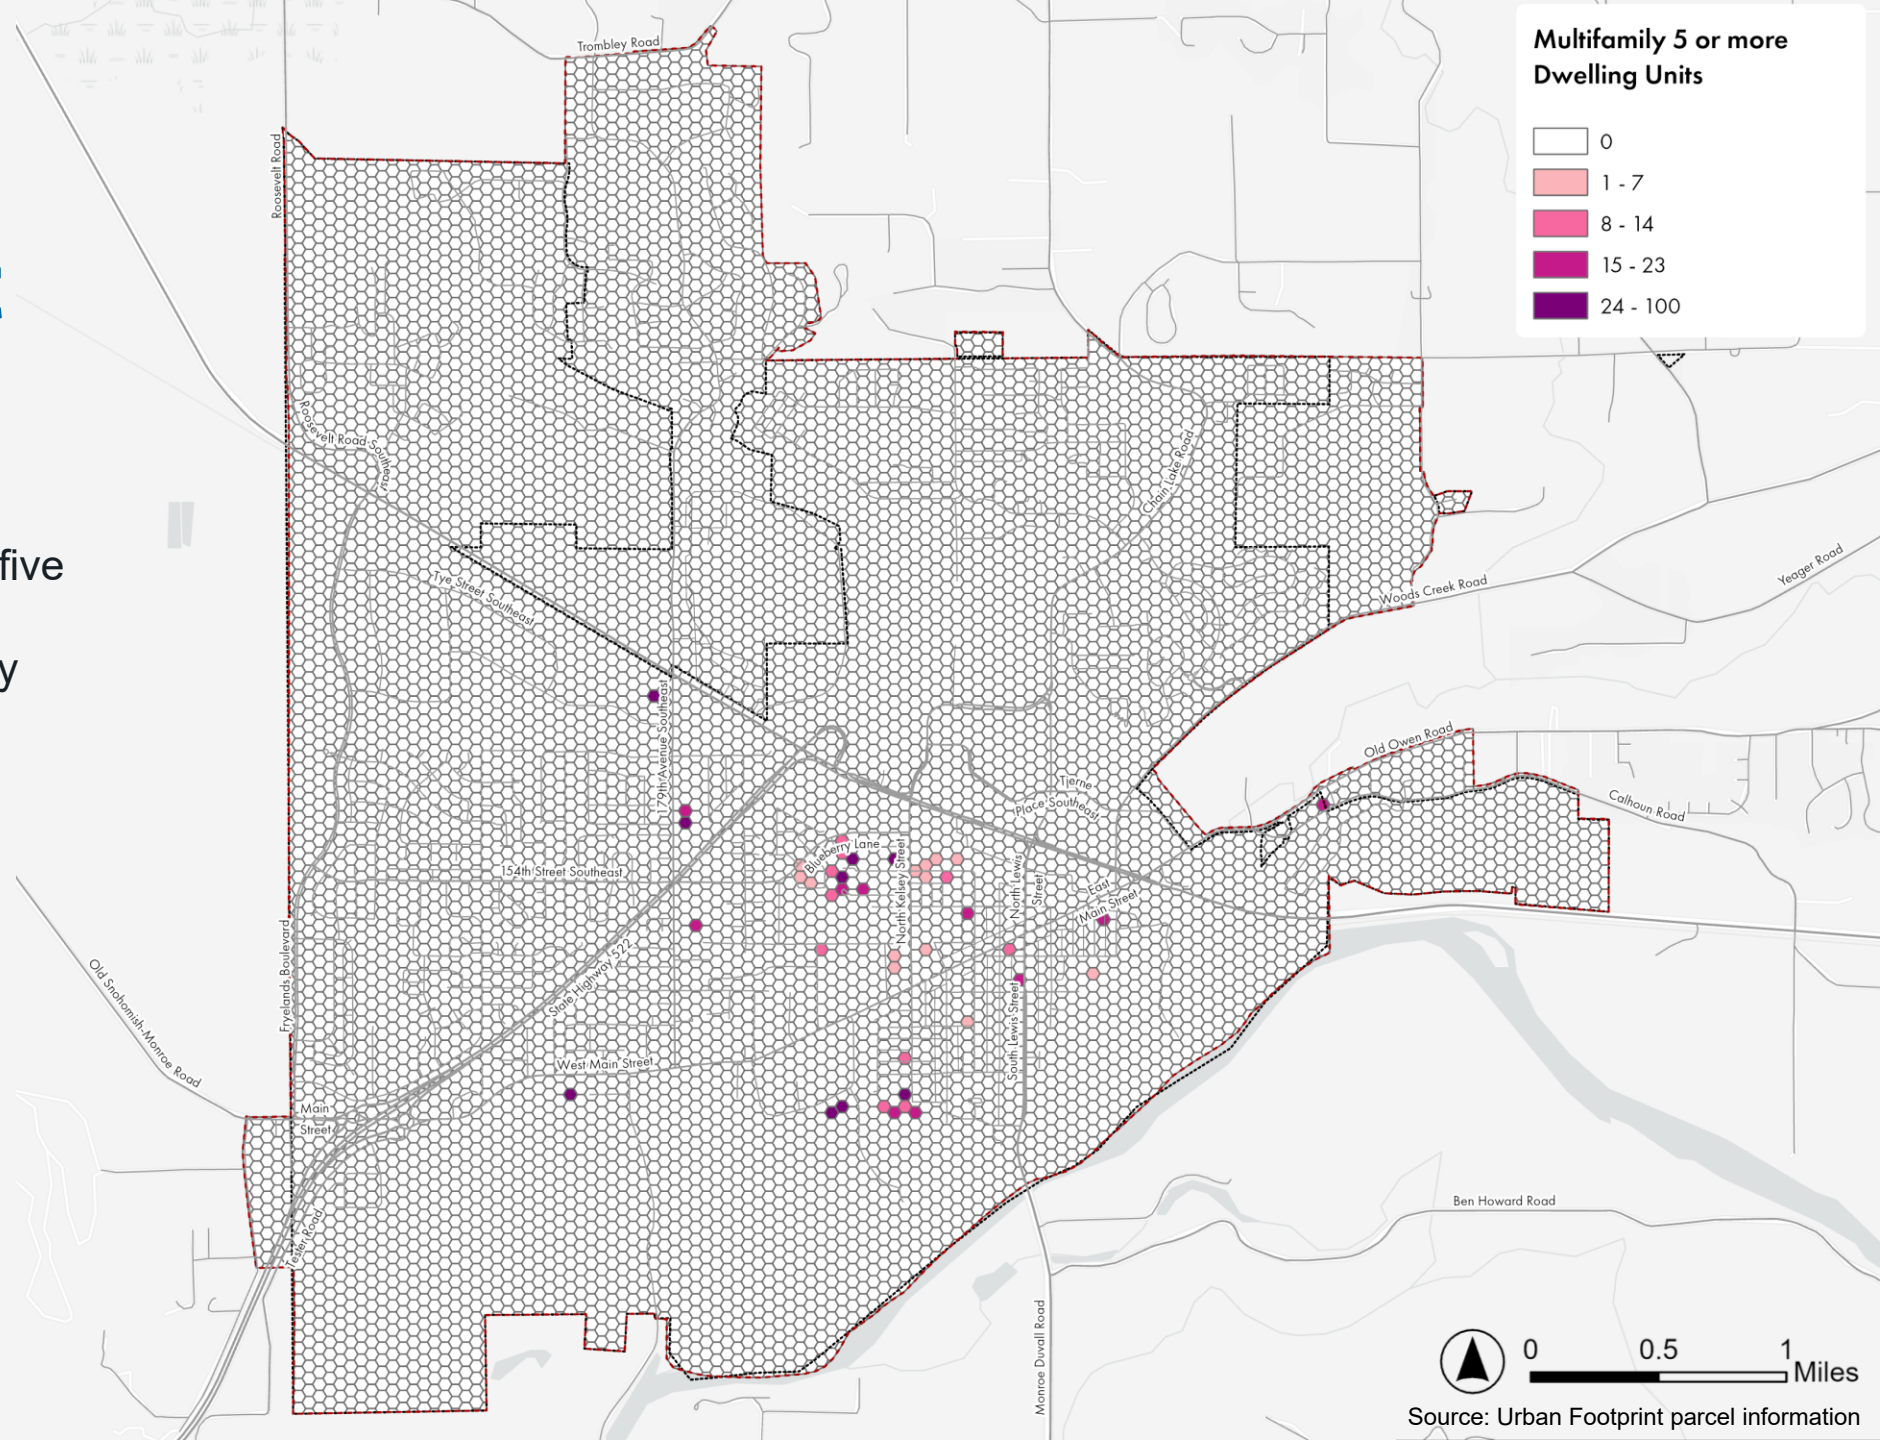 Multifamily 5 or more
Dwelling Units
0
1 - 7
8 - 14
15 - 23
24 - 100
Trombley Road
Roosevelt Road
Roosevelt Road Southeast
five
y
Tye Street Southeast
179th Avenue Southeast
Chain Lake Road
Woods Creek Road
Yeager Road
Old Owen Road
Calhoun Road
Tjerne
Place Southeast
Blueberry Lane
154th Street Southeast
North Kelsey Street
North Lewis
Street
East
Main Street
Fryelands Boulevard
State Highway 522
Old Snohomish-Monroe Road
West Main Street
South Lewis Street
Main
Street
Tester Road
Ben Howard Road
Monroe Duvall Road
0 0.5 1
Miles
Source: Urban Footprint parcel information